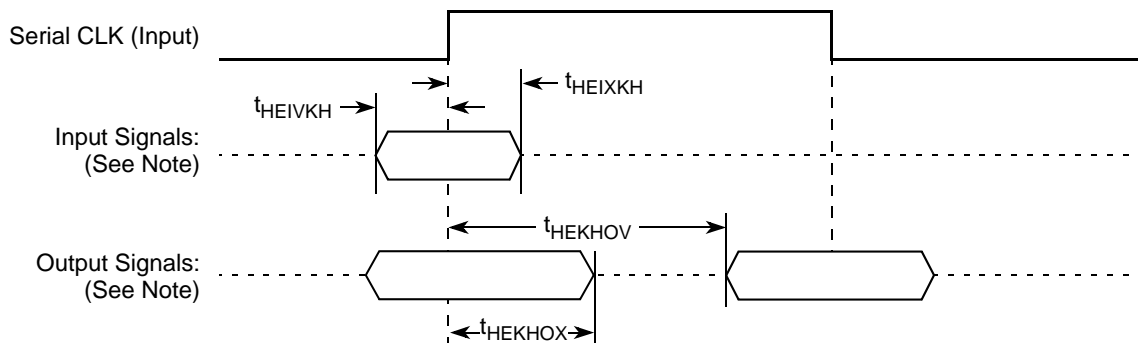 Serial CLK (Input)
tHEIXKH
tHEIVKH
Input Signals:
(See Note)
tHEKHOV
Output Signals:
(See Note)
tHEKHOX